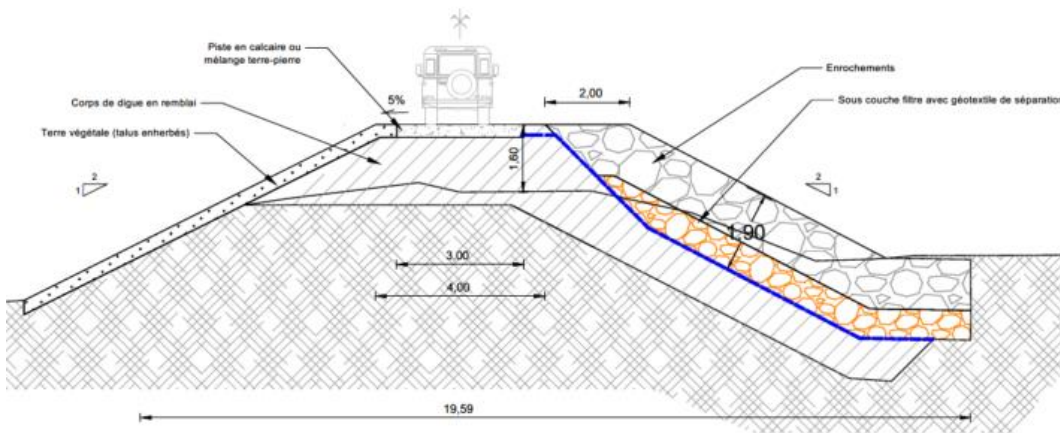 Piste en calcaire ou
mélange terre-pierre
Corps de digue en remblai
Terre végétale (talus enherbés)
5%
2,00
Enrochements
Sous couche filtre avec géotextile de séparation
1,60
2
1
2
1
1,90
3,00
4,00
19,59